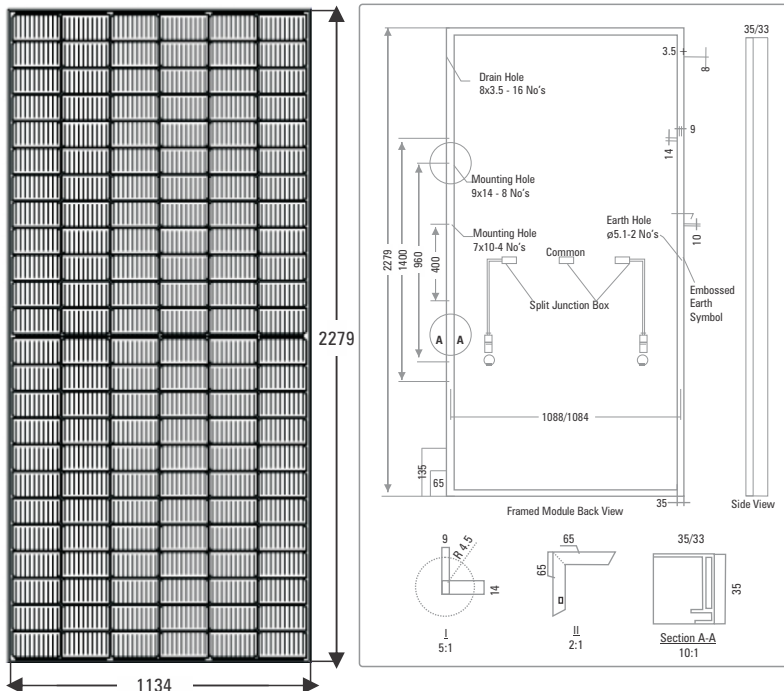 2279
1134
35/33
3.5
8
Drain Hole
8x3.5 - 16 No's
9
14
Mounting Hole
9x14 - 8 No's
Mounting Hole
7x10-4 No's
Earth Hole
ø5.1-2 No's
10
2279
1400
960
400
Common
Split Junction Box
Embossed
Earth
Symbol
A A
1088/1084
135
65
35
Framed Module Back View
Side View
9
R 4.5
14
I
5:1
65
65
II
2:1
35/33
35
Section A-A
10:1